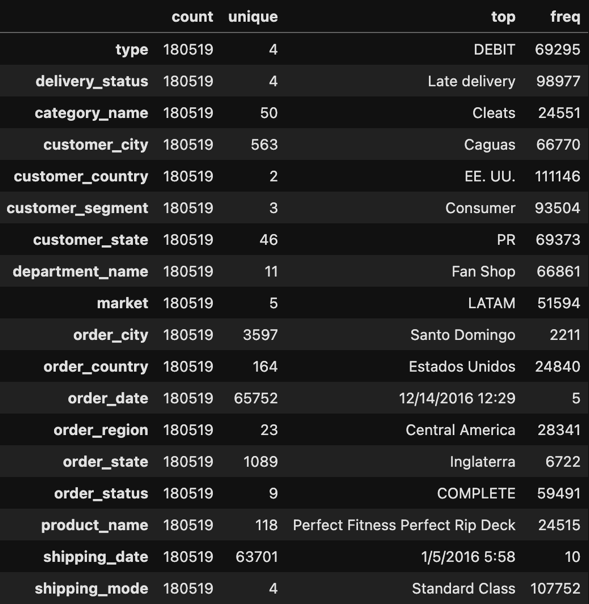 count unique top freq
type 180519 4 DEBIT 69295
delivery_status 180519 4 Late delivery 98977
category_name 180519 50 Cleats 24551
customer_city 180519 563 Caguas 66770
customer_country 180519 2 EE. UU. 111146
customer_segment 180519 3 Consumer 93504
customer_state 180519 46 PR 69373
department_name 180519 11 Fan Shop 66861
market 180519 5 LATAM 51594
order_city 180519 3597 Santo Domingo 2211
order_country 180519 164 Estados Unidos 24840
order_date 180519 65752 12/14/2016 12:29 5
order_region 180519 23 Central America 28341
order_state 180519 1089 Inglaterra 6722
order_status 180519 9 COMPLETE 59491
product_name 180519 118 Perfect Fitness Perfect Rip Deck 24515
shipping_date 180519 63701 1/5/2016 5:58 10
shipping_mode 180519 4 Standard Class 107752